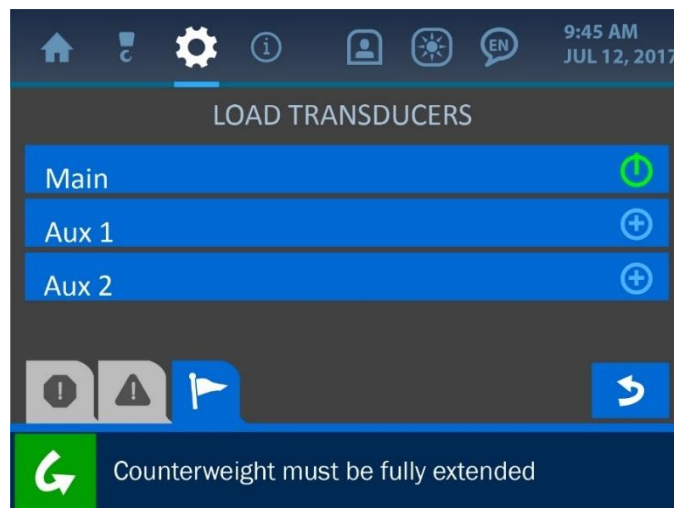 EN
9:45 AM
JUL 12, 2017
LOAD TRANSDUCERS
Main
Aux 1
Aux 2
Counterweight must be fully extended